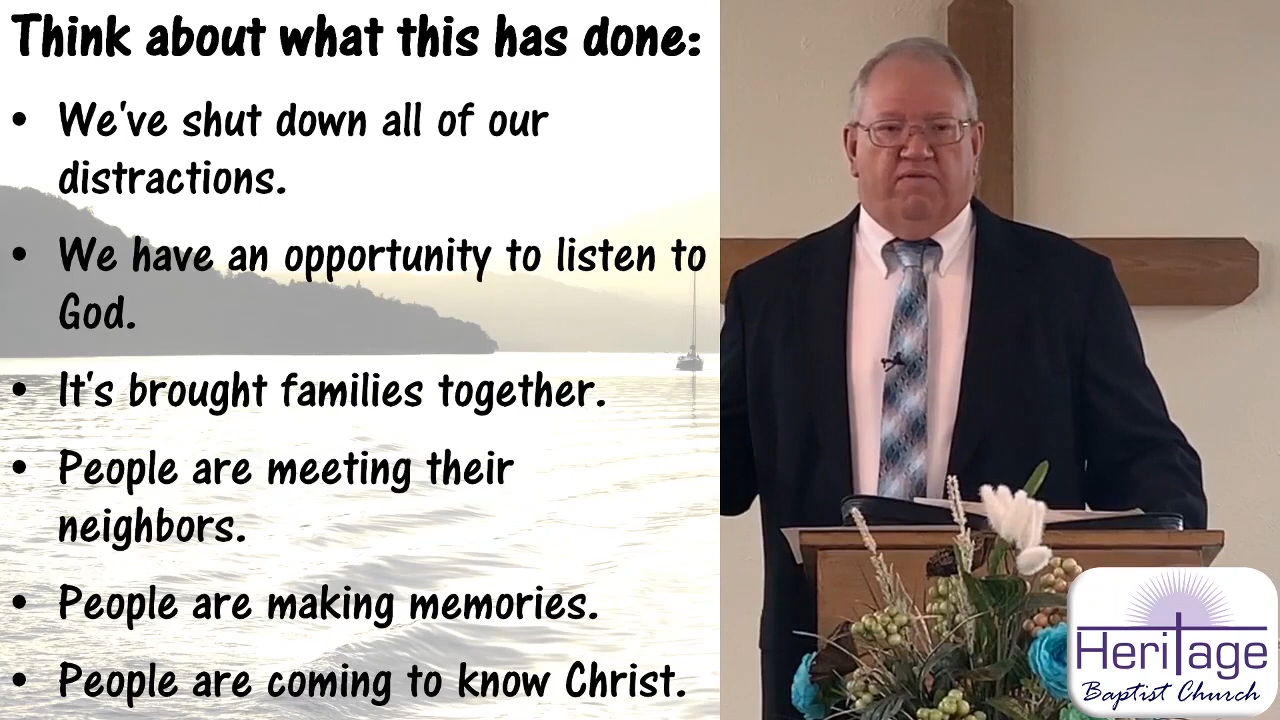 Think about what this has done:
• We've shut down all of our
distractions.
• We have an opportunity to listen to
God.
• It's brought families together.
• People are meeting their
neighbors.
• People are making memories.
• People are coming to know Christ.
Heritage
Baptist Church